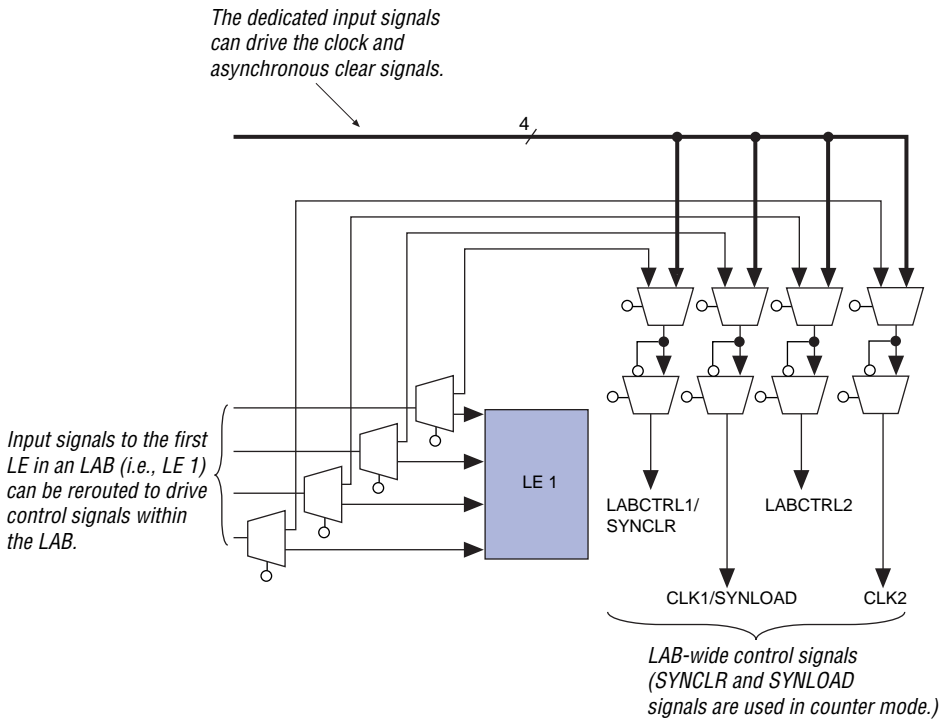 The dedicated input signals
can drive the clock and
asynchronous clear signals.
4
Input signals to the first
LE in an LAB (i.e., LE 1)
can be rerouted to drive
control signals within
the LAB.
LE 1
LABCTRL1/
SYNCLR
LABCTRL2
CLK1/SYNLOAD
CLK2
LAB-wide control signals
(SYNCLR and SYNLOAD
signals are used in counter mode.)